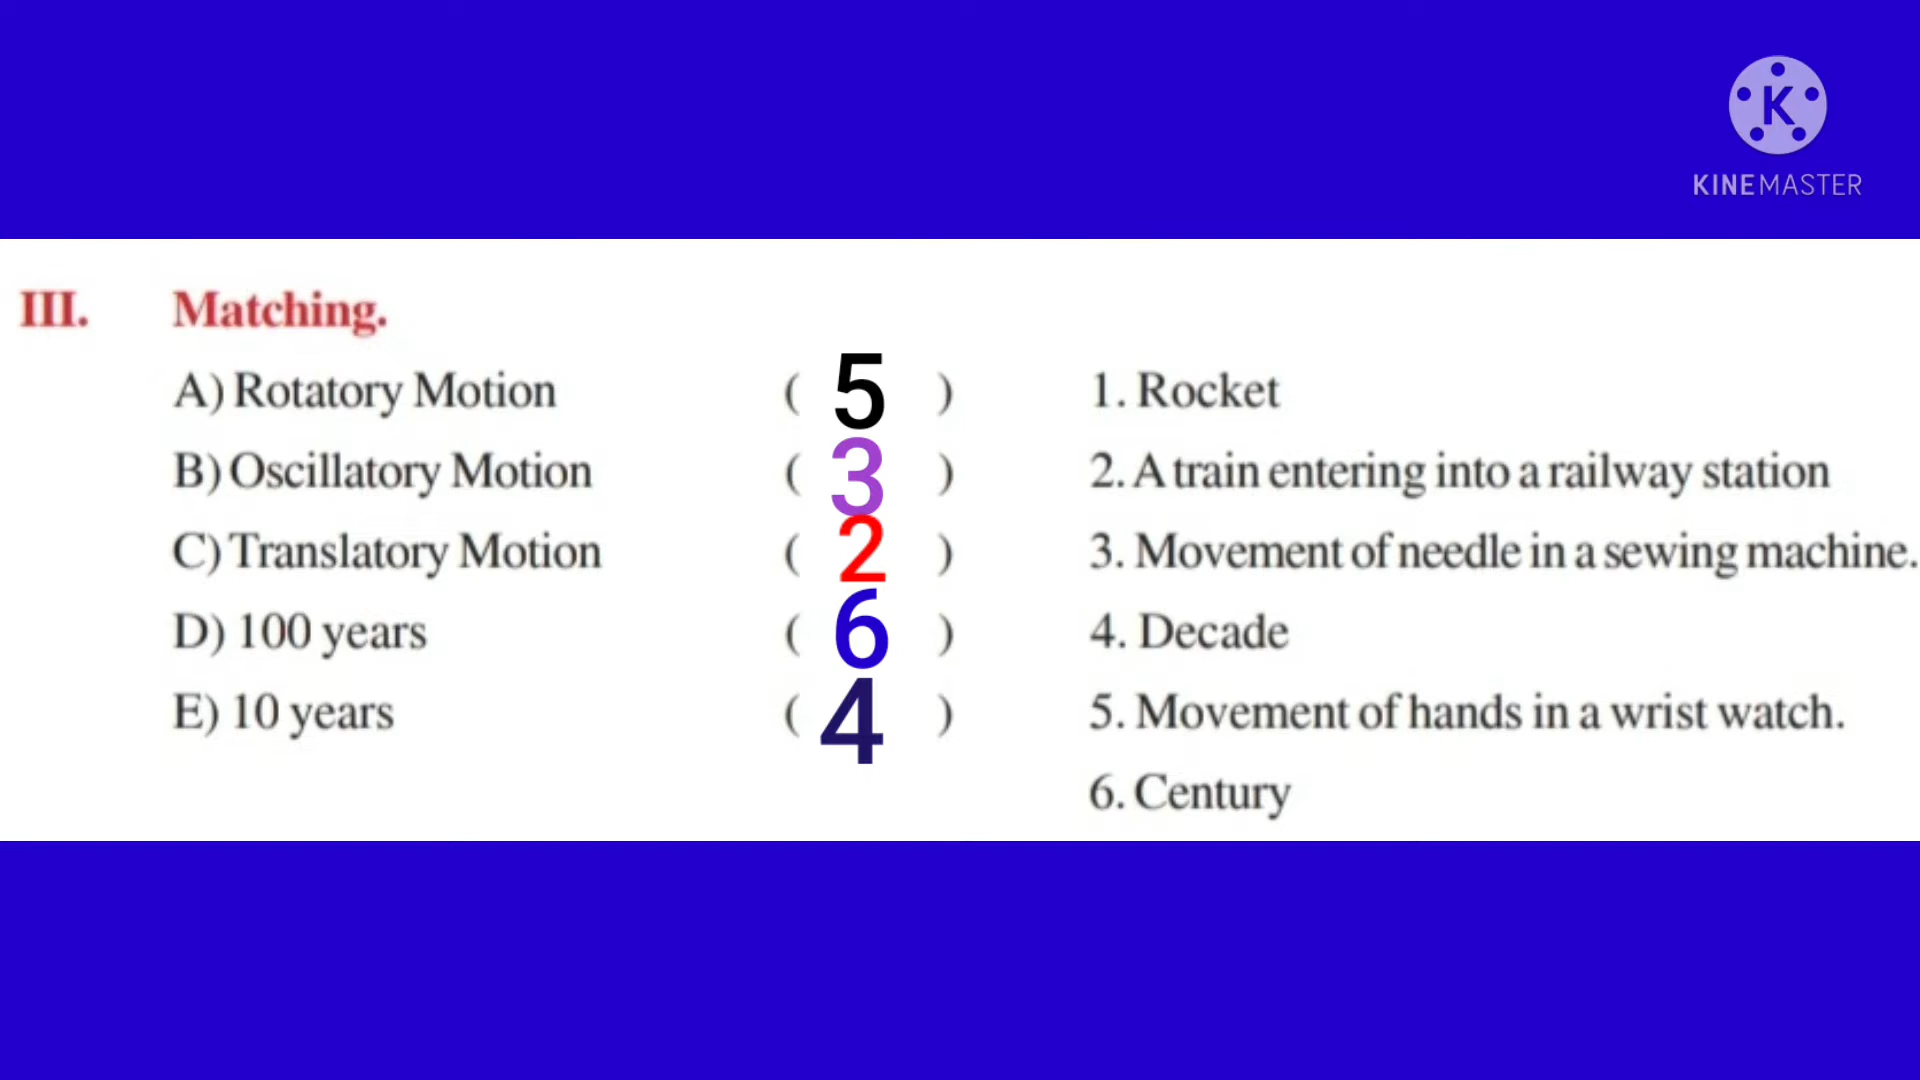 K
KINEMASTER
III. Matching.
A) Rotatory Motion ( 5 ) 1. Rocket
B) Oscillatory Motion ( 3 ) 2. A train entering into a railway station
C) Translatory Motion ( 2 ) 3. Movement of needle in a sewing machine.
D) 100 years ( 6 ) 4. Decade
E) 10 years ( 4 ) 5. Movement of hands in a wrist watch.
6. Century